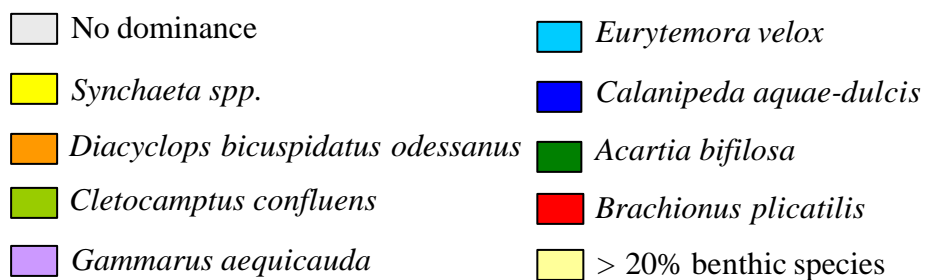 No dominance
Synchaeta spp.
Diacyclops bicuspidatus odessanus
Cletocamptus confluens
Gammarus aequicauda
Eurytemora velox
Calanipeda aquae-dulcis
Acartia bifilosa
Brachionus plicatilis
> 20% benthic species